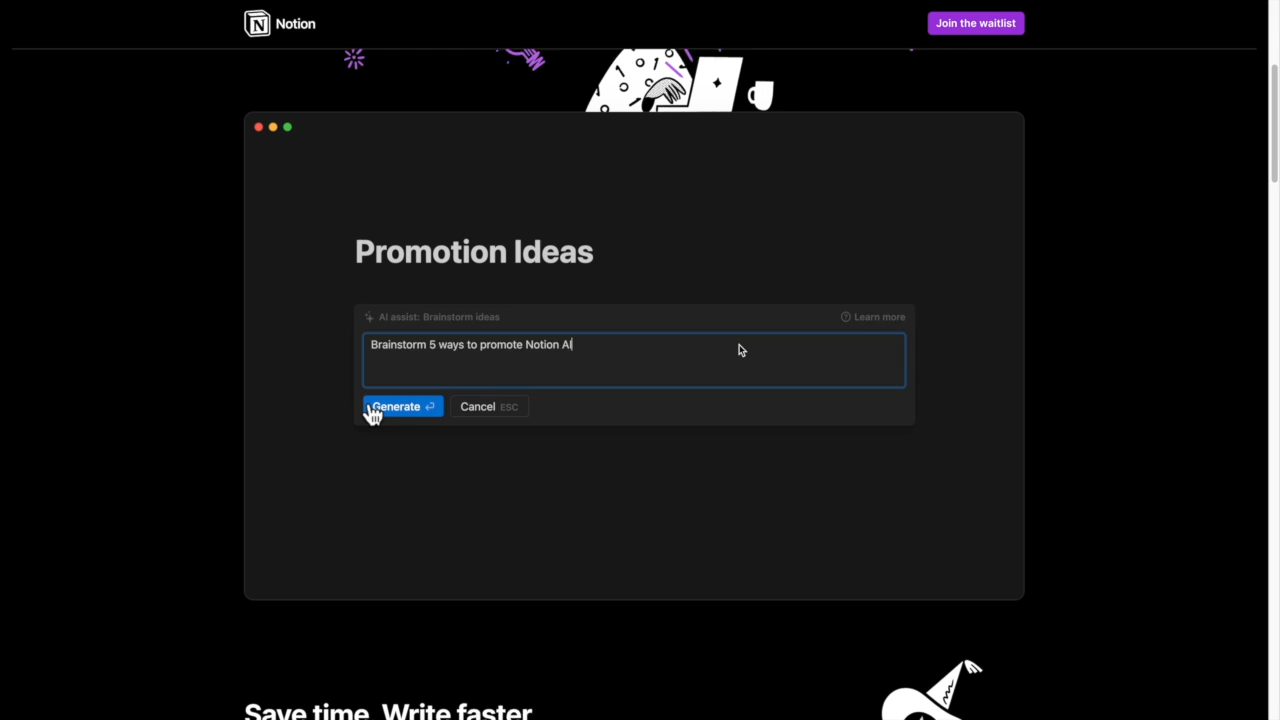 Notion
Join the waitlist
Promotion Ideas
AI assist: Brainstorm ideas
Learn more
Brainstorm 5 ways to promote Notion AI
Generate
Cancel ESC
Save time. Write faster